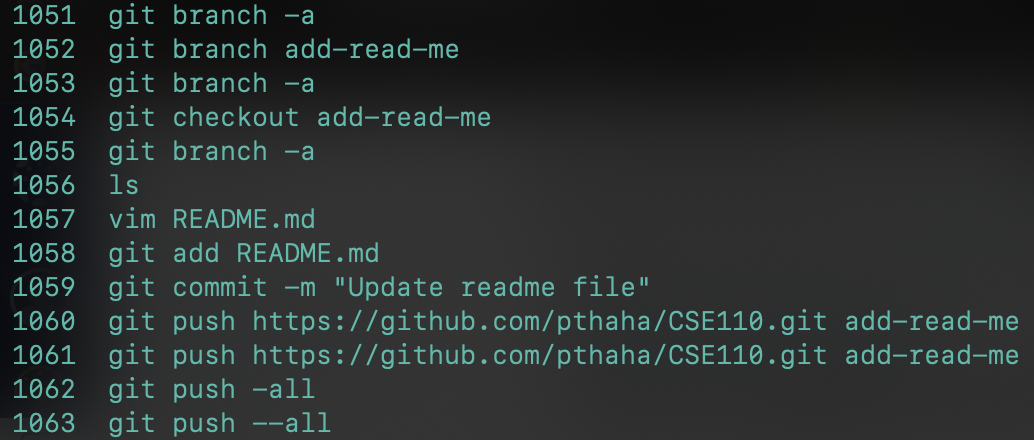 1051  git branch -a
1052  git branch add-read-me
1053  git branch -a
1054  git checkout add-read-me
1055  git branch -a
1056  ls
1057  vim README.md
1058  git add README.md
1059  git commit -m "Update readme file"
1060  git push https://github.com/pthaha/CSE110.git add-read-me
1061  git push https://github.com/pthaha/CSE110.git add-read-me
1062  git push -all
1063  git push --all